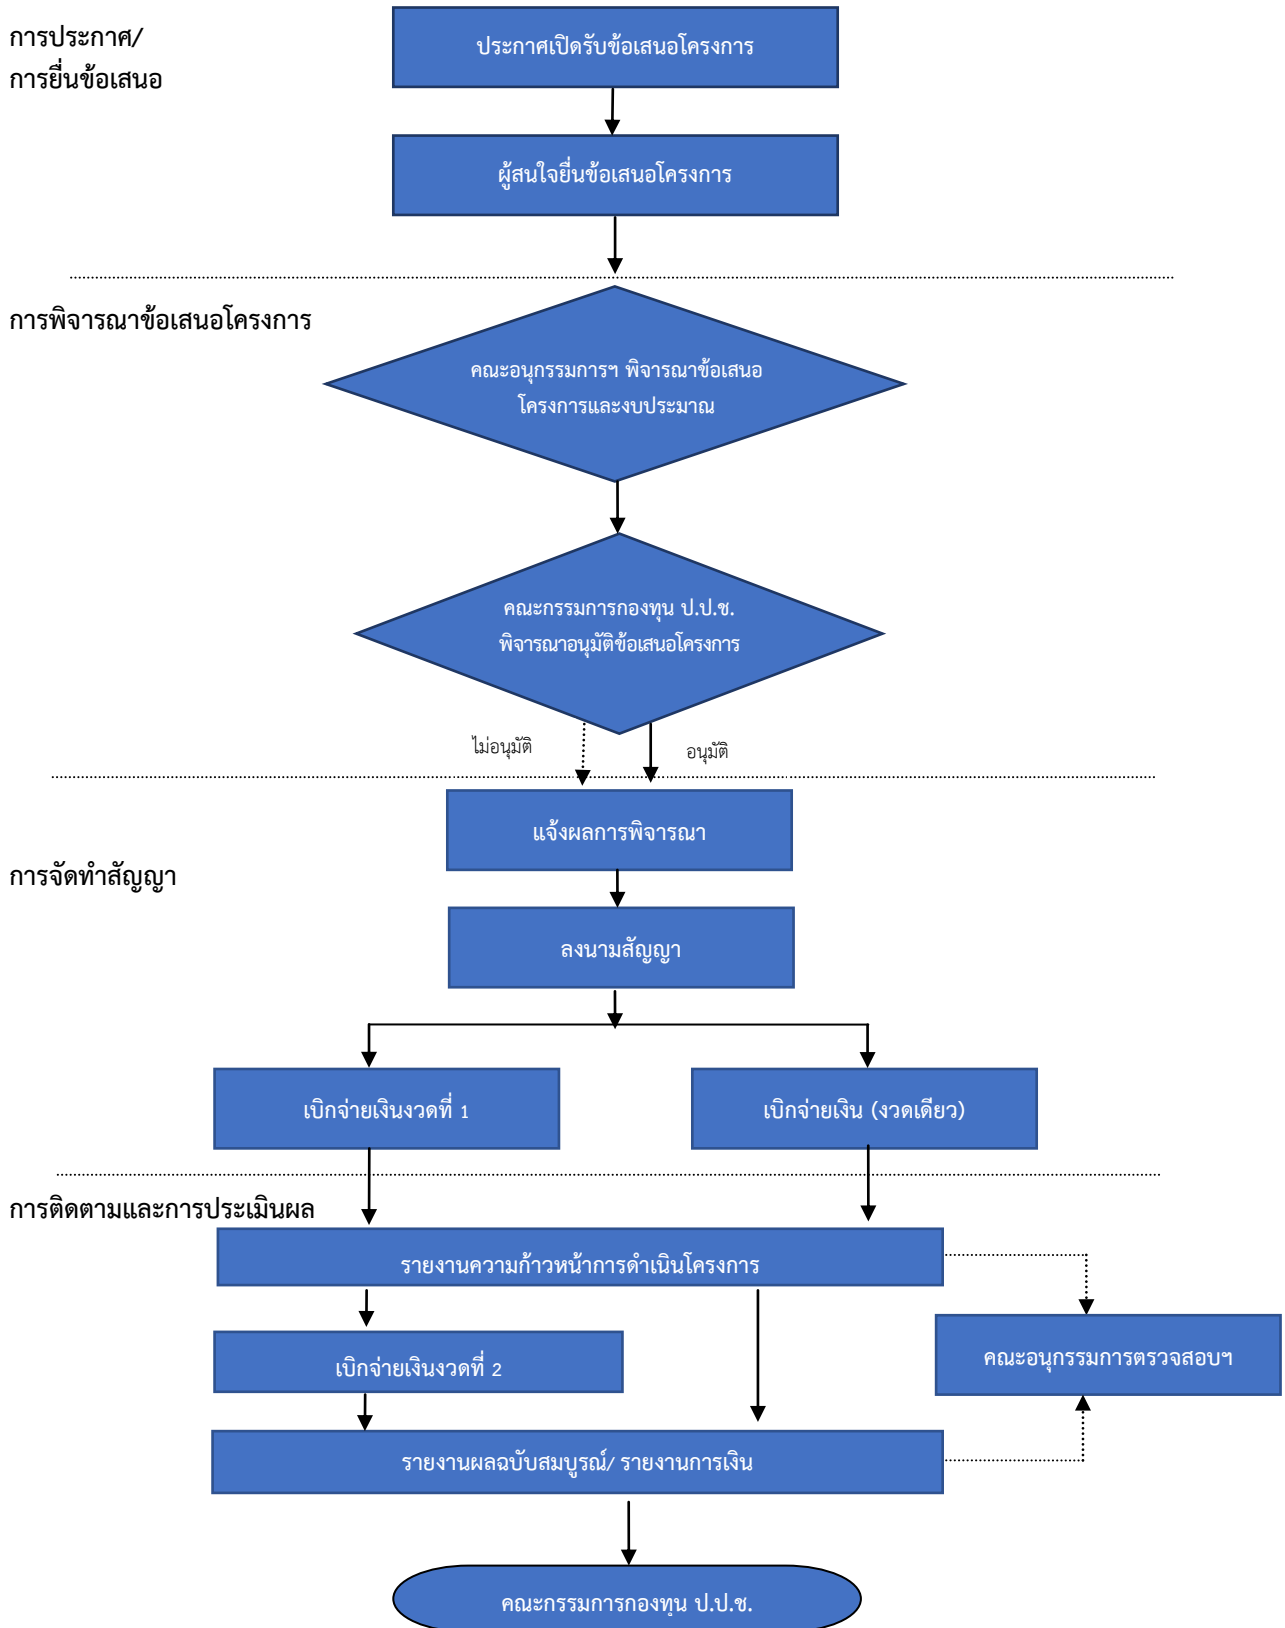 การประกาศ/
การยื่นข้อเสนอ
ประกาศเปิดรับข้อเสนอโครงการ
ผู้สนใจยื่นข้อเสนอโครงการ
การพิจารณาข้อเสนอโครงการ
คณะอนุกรรมการฯ พิจารณาข้อเสนอ
โครงการและงบประมาณ
คณะกรรมการกองทุน ป.ป.ช.
พิจารณาอนุมัติข้อเสนอโครงการ
ไม่อนุมัติ
อนุมัติ
แจ้งผลการพิจารณา
การจัดทำสัญญา
ลงนามสัญญา
เบิกจ่ายเงินงวดที่ 1
เบิกจ่ายเงิน (งวดเดียว)
การติดตามและการประเมินผล
รายงานความก้าวหน้าการดำเนินโครงการ
เบิกจ่ายเงินงวดที่ 2
คณะอนุกรรมการตรวจสอบฯ
รายงานผลฉบับสมบูรณ์/ รายงานการเงิน
คณะกรรมการกองทุน ป.ป.ช.